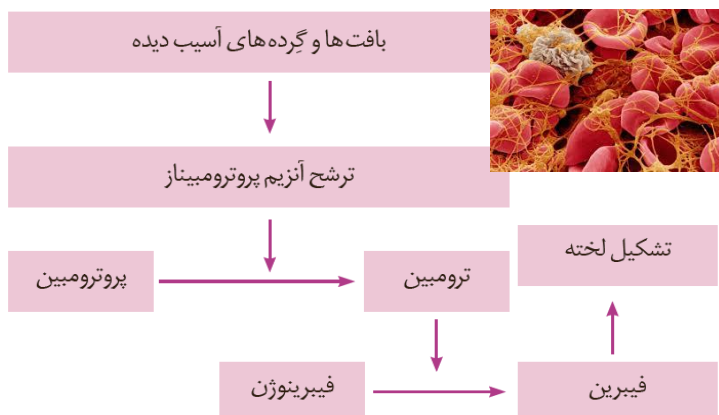 بافت‌ها و گِرده‌های آسیب دیده
ترشح آنزیم پروترومبیناز
تشکیل لخته
ترومبین
پروترومبین
فیبرین
فیبرینوژن